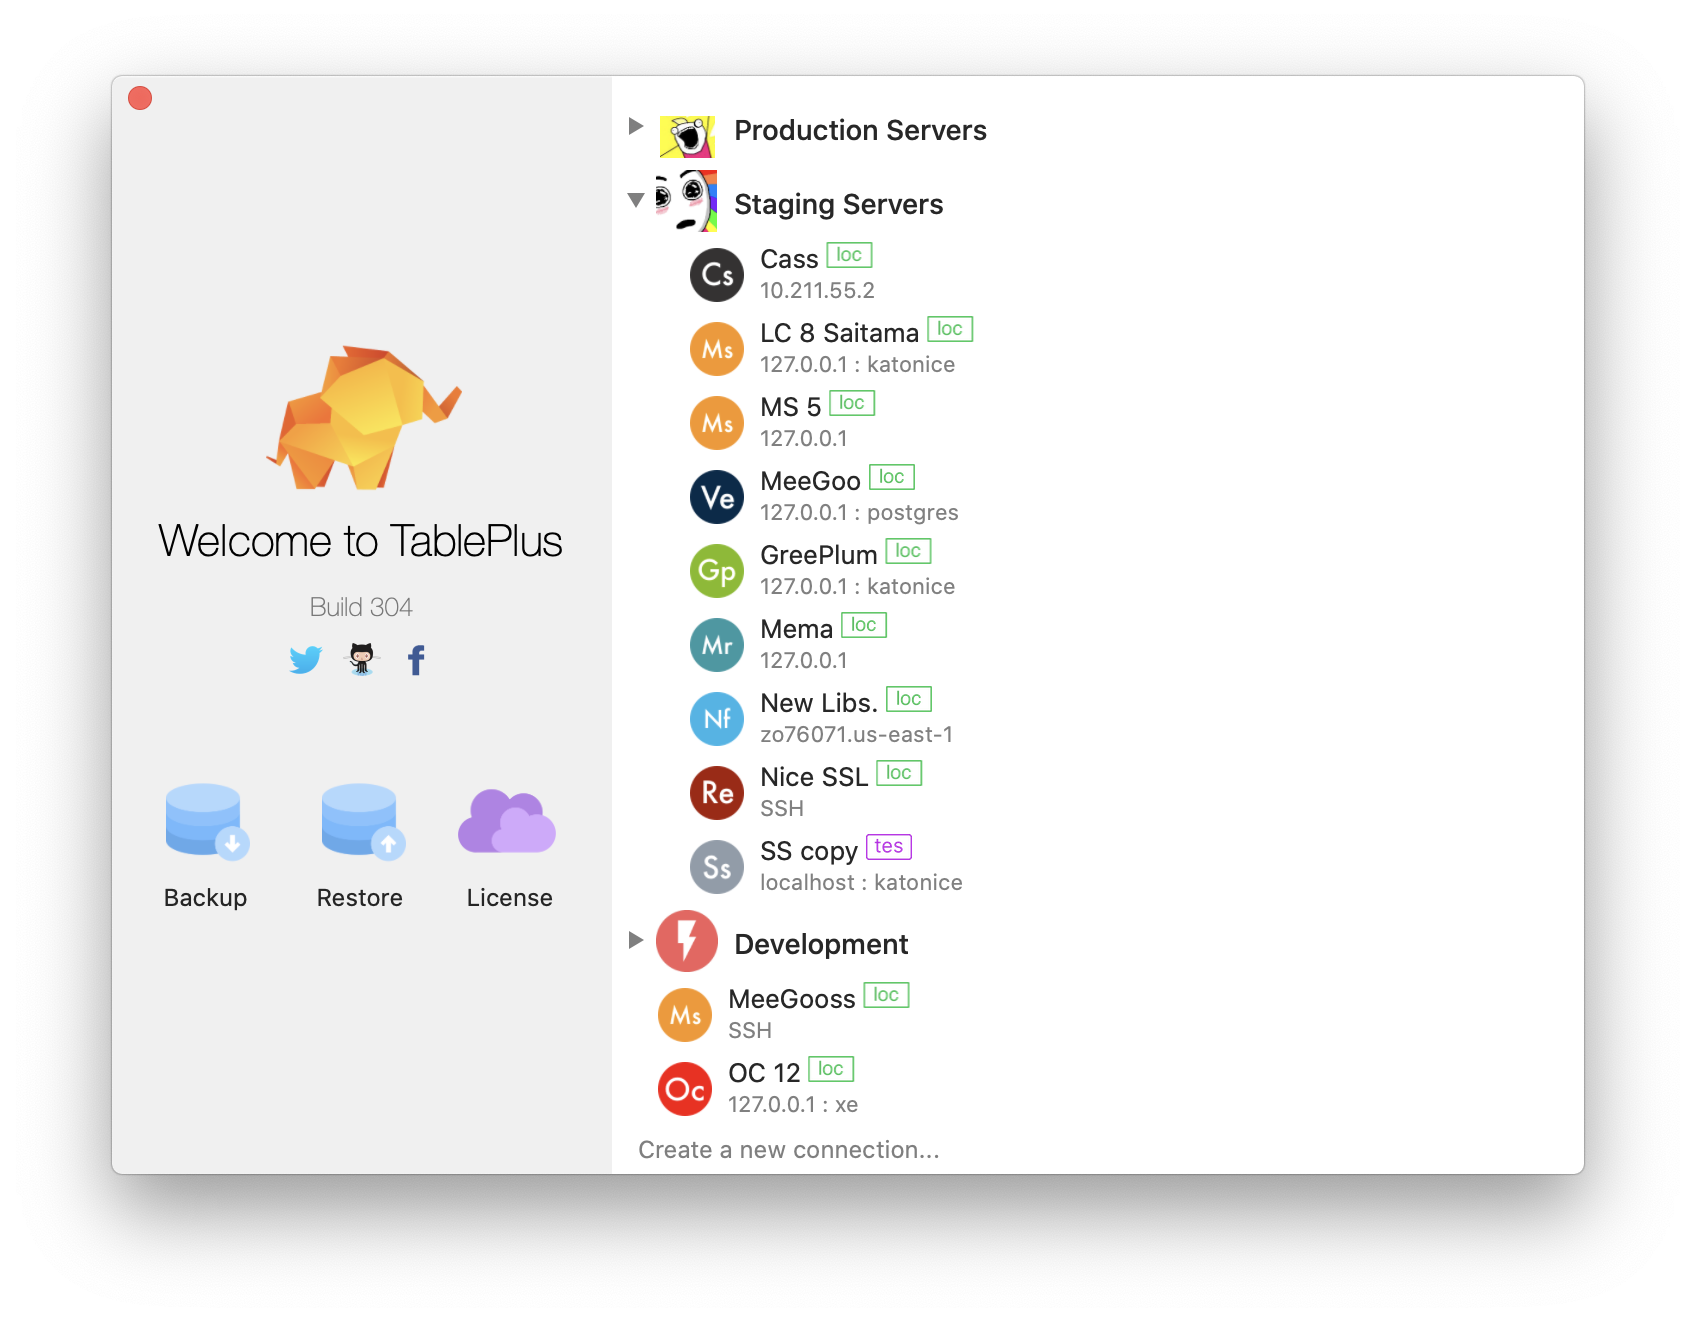 Welcome to TablePlus
Build 304
Backup
Restore
License
Production Servers
Staging Servers
Cs
Cass loc
10.211.55.2
Ms
LC 8 Saitama loc
127.0.0.1 : katonice
Ms
MS 5 loc
127.0.0.1
Ve
MeeGoo loc
127.0.0.1 : postgres
Gp
GreePlum loc
127.0.0.1 : katonice
Mr
Mema loc
127.0.0.1
Nf
New Libs. loc
zo76071.us-east-1
Re
Nice SSL loc
SSH
Ss
SS copy tes
localhost : katonice
Development
Ms
MeeGooss loc
SSH
Oc
OC 12 loc
127.0.0.1 : xe
Create a new connection...